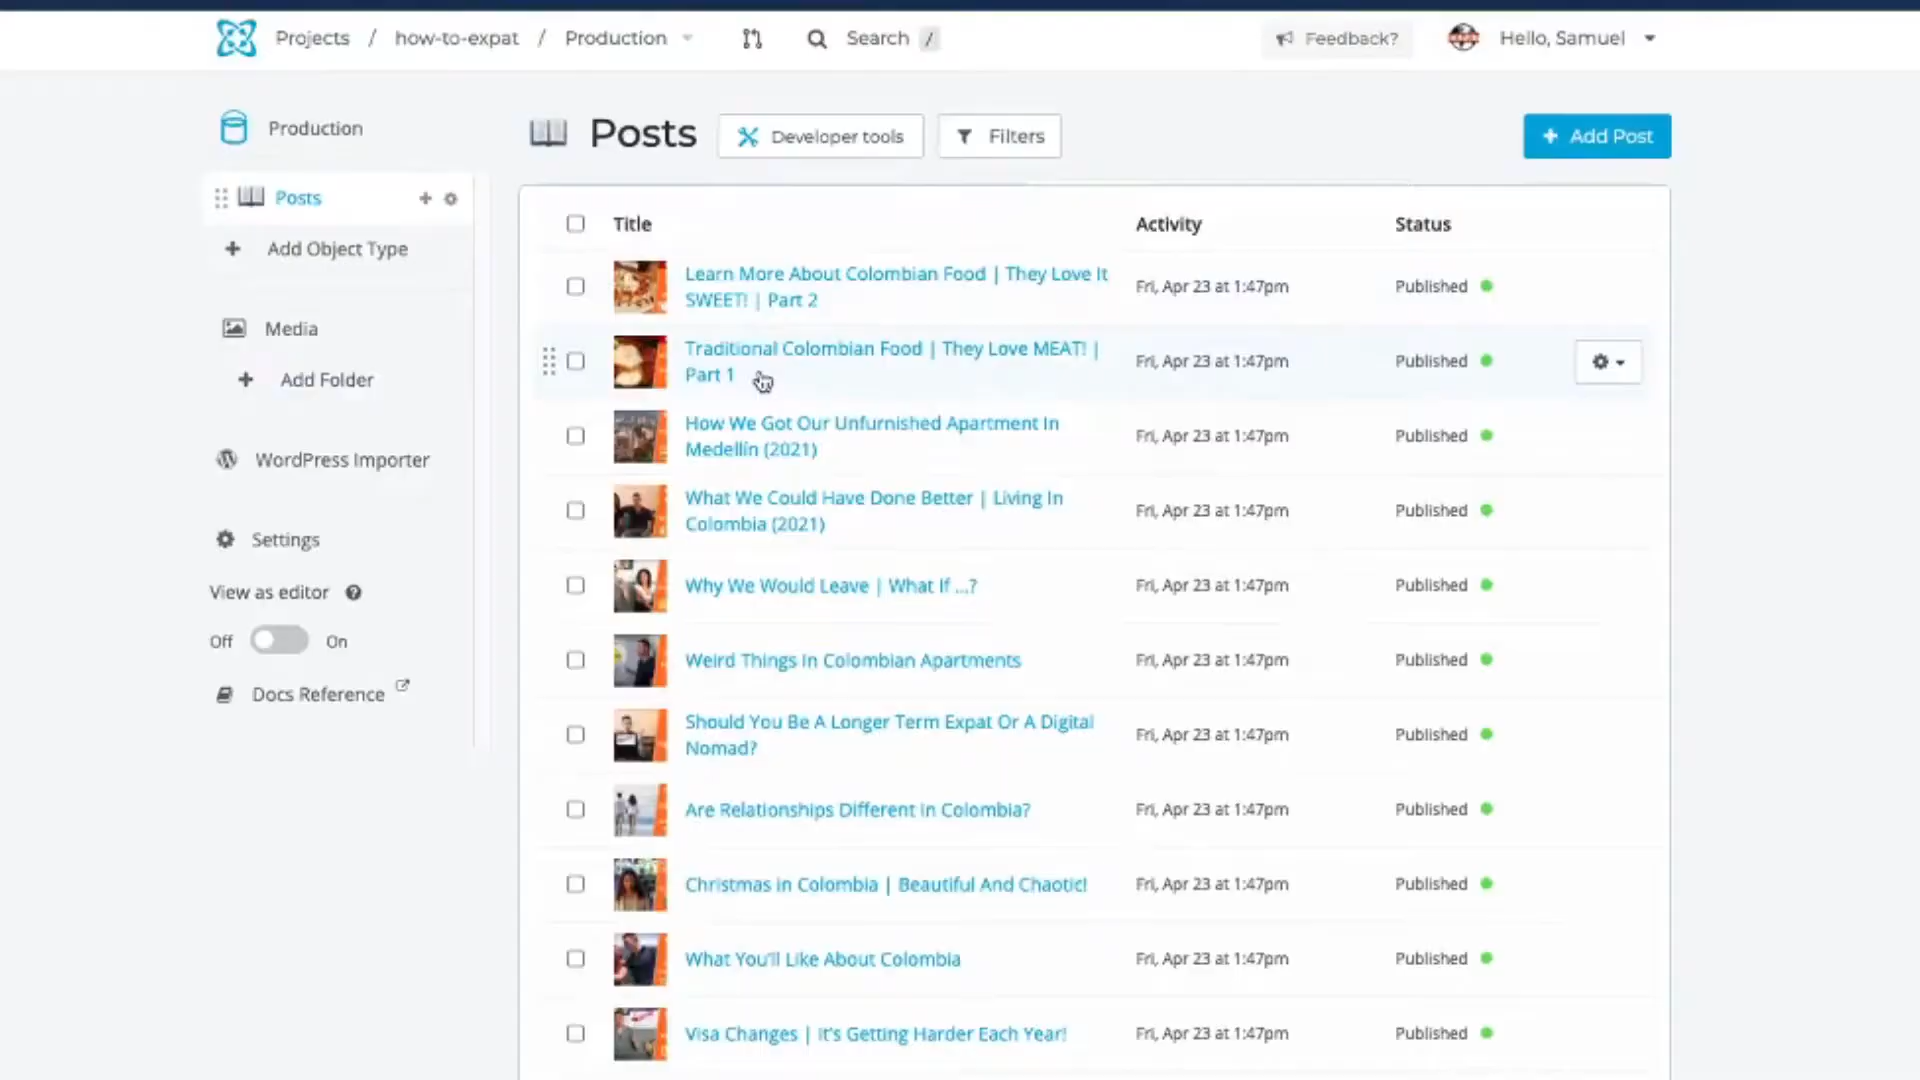 Projects / how-to-expat / Production
Search /
Feedback?
Hello, Samuel
Production
Posts
Add Object Type
Media
Add Folder
WordPress Importer
Settings
View as editor
Off On
Docs Reference
Posts
Developer tools
Filters
+ Add Post
Title Activity Status
Learn More About Colombian Food | They Love It
SWEET! | Part 2
Fri, Apr 23 at 1:47pm Published
Traditional Colombian Food | They Love MEAT! |
Part 1
Fri, Apr 23 at 1:47pm Published
How We Got Our Unfurnished Apartment In
Medellín (2021)
Fri, Apr 23 at 1:47pm Published
What We Could Have Done Better | Living In
Colombia (2021)
Fri, Apr 23 at 1:47pm Published
Why We Would Leave | What If ...?
Fri, Apr 23 at 1:47pm Published
Weird Things In Colombian Apartments
Fri, Apr 23 at 1:47pm Published
Should You Be A Longer Term Expat Or A Digital
Nomad?
Fri, Apr 23 at 1:47pm Published
Are Relationships Different In Colombia?
Fri, Apr 23 at 1:47pm Published
Christmas in Colombia | Beautiful And Chaotic!
Fri, Apr 23 at 1:47pm Published
What You'll Like About Colombia
Fri, Apr 23 at 1:47pm Published
Visa Changes | It's Getting Harder Each Year!
Fri, Apr 23 at 1:47pm Published